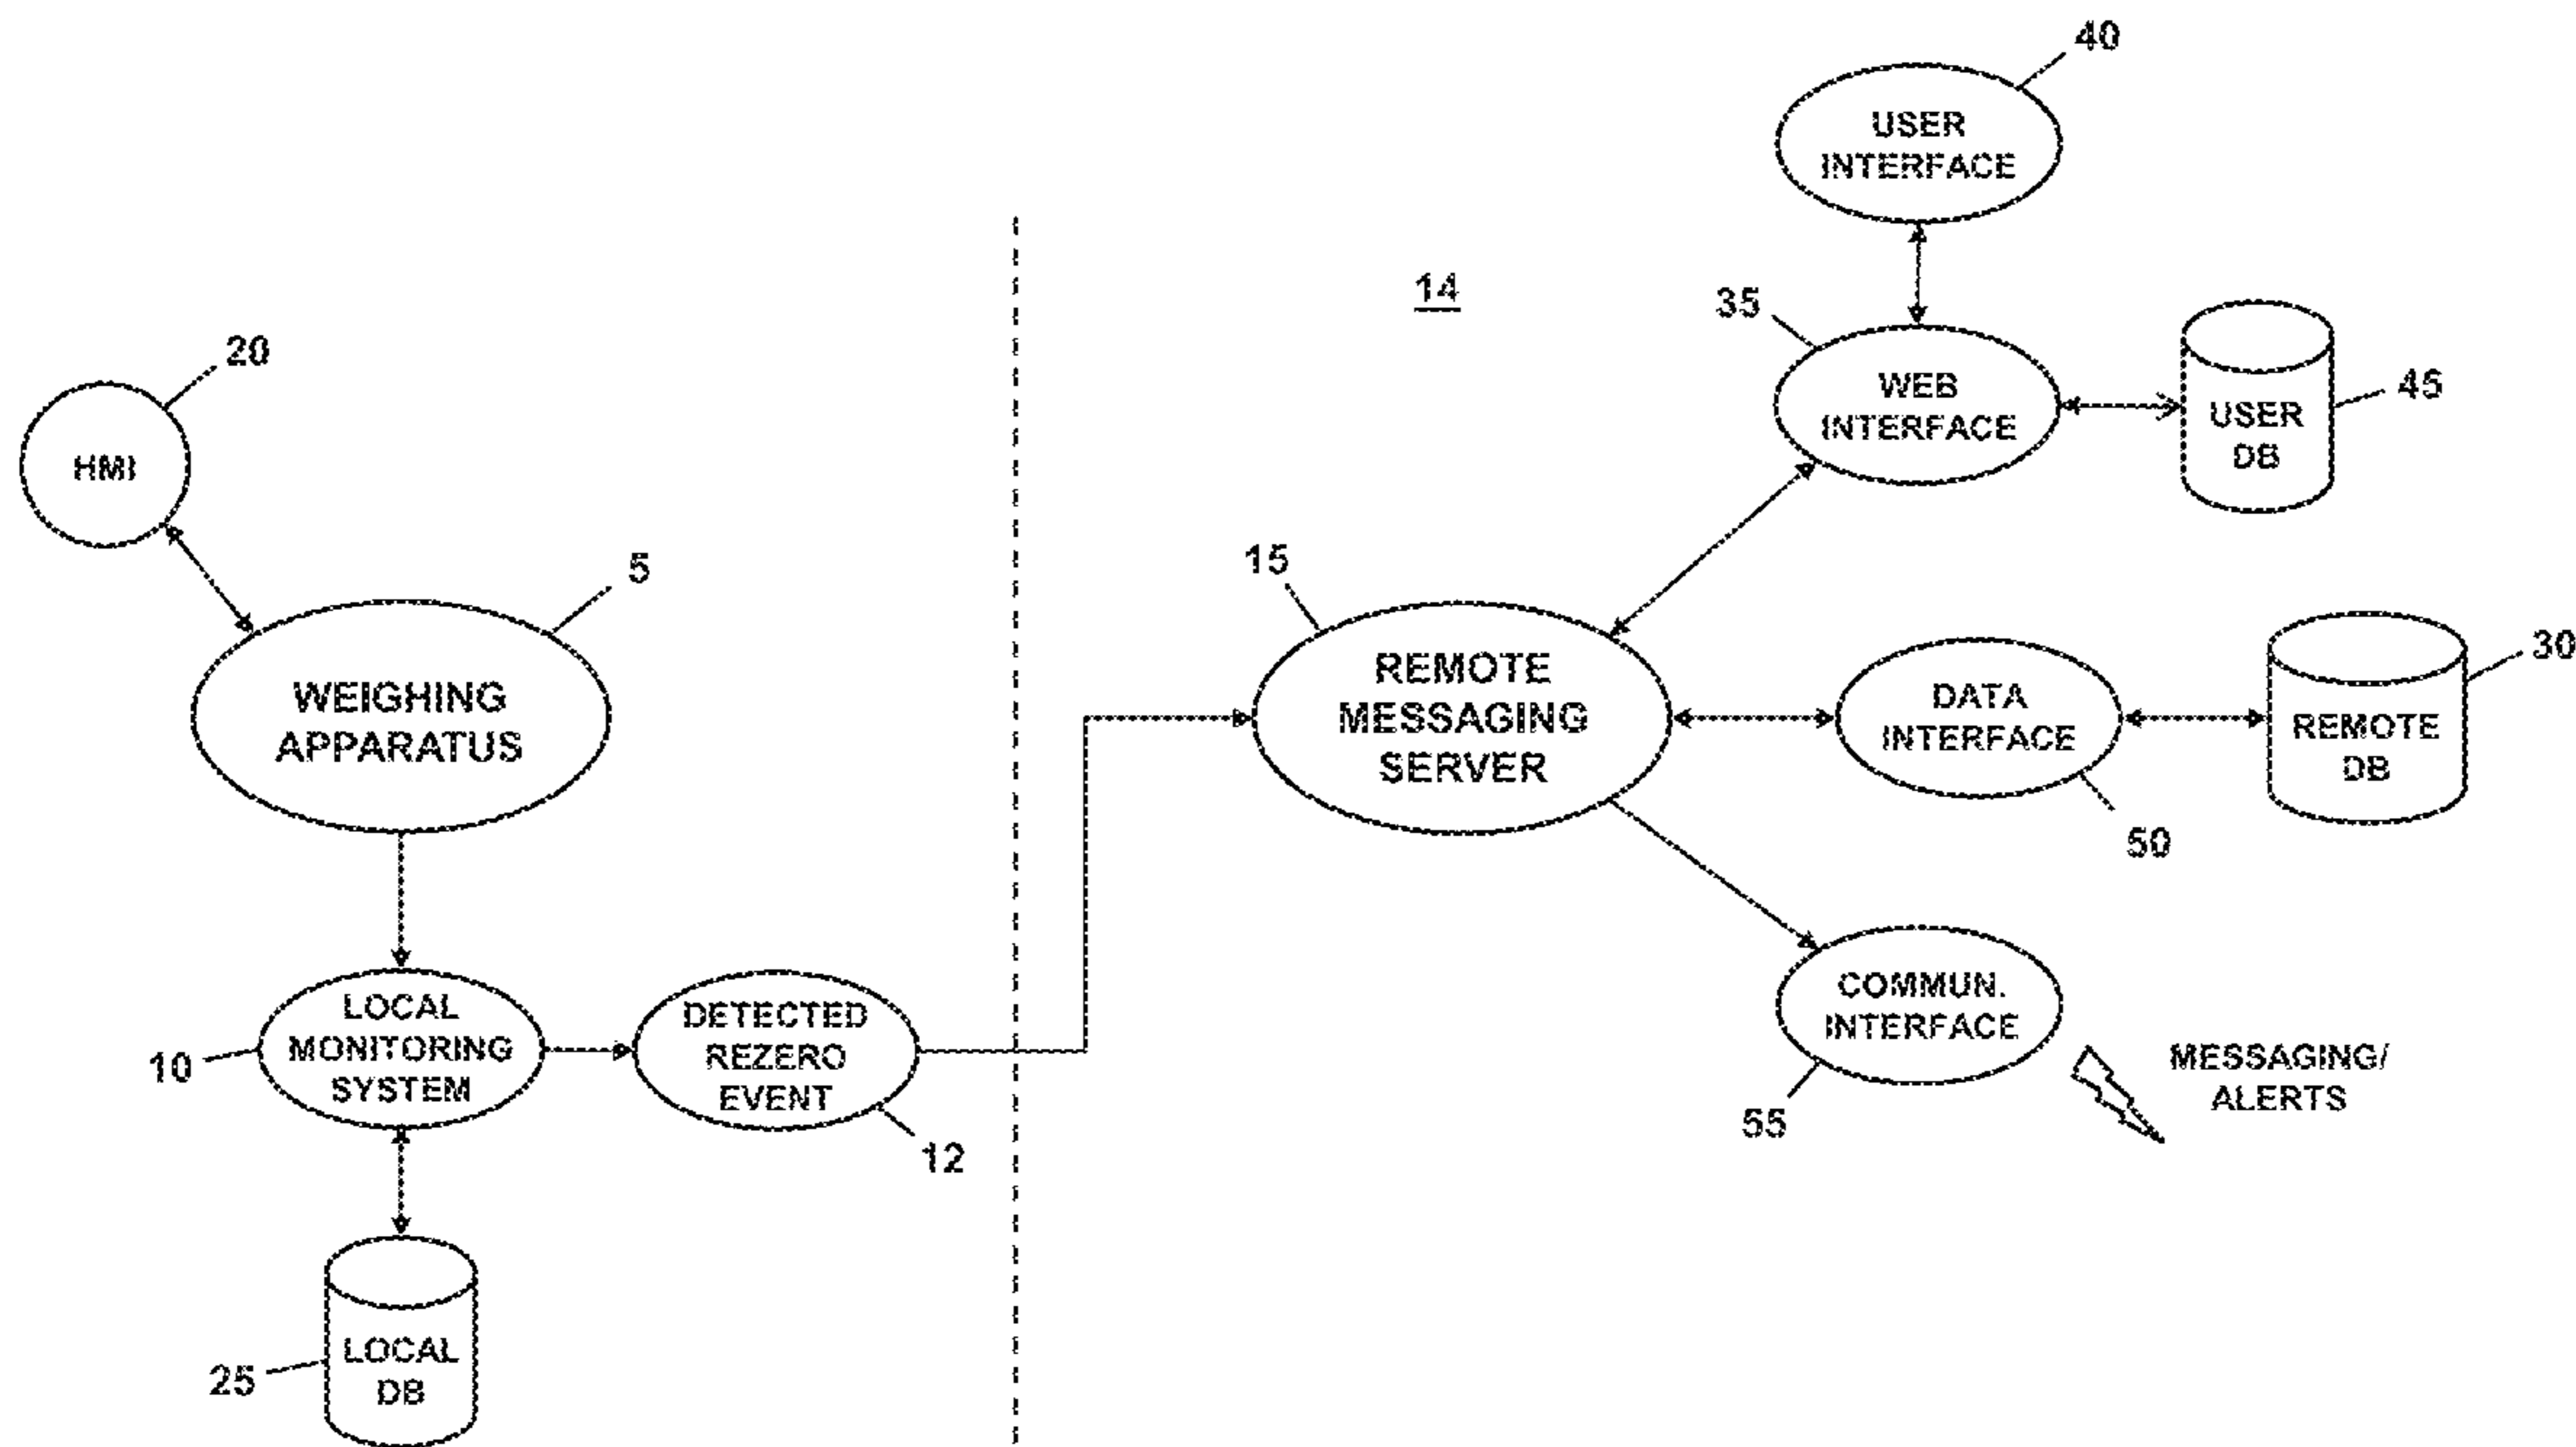 40
USER
INTERFACE
14
35
WEB
INTERFACE
USER
DB
45
20
HMI
5
WEIGHING
APPARATUS
15
REMOTE
MESSAGING
SERVER
DATA
INTERFACE
50
REMOTE
DB
30
LOCAL
MONITORING
SYSTEM
10
DETECTED
REZERO
EVENT
12
COMMUN.
INTERFACE
55
MESSAGING/
ALERTS
LOCAL
DB
25